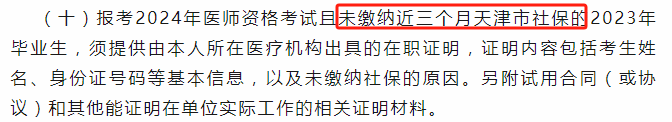 （十）报考2024年医师资格考试且未缴纳近三个月天津市社保的2023年
毕业生，须提供由本人所在医疗机构出具的在职证明，证明内容包括考生姓
名、身份证号码等基本信息，以及未缴纳社保的原因。另附试用合同（或协
议）和其他能证明在单位实际工作的相关证明材料。